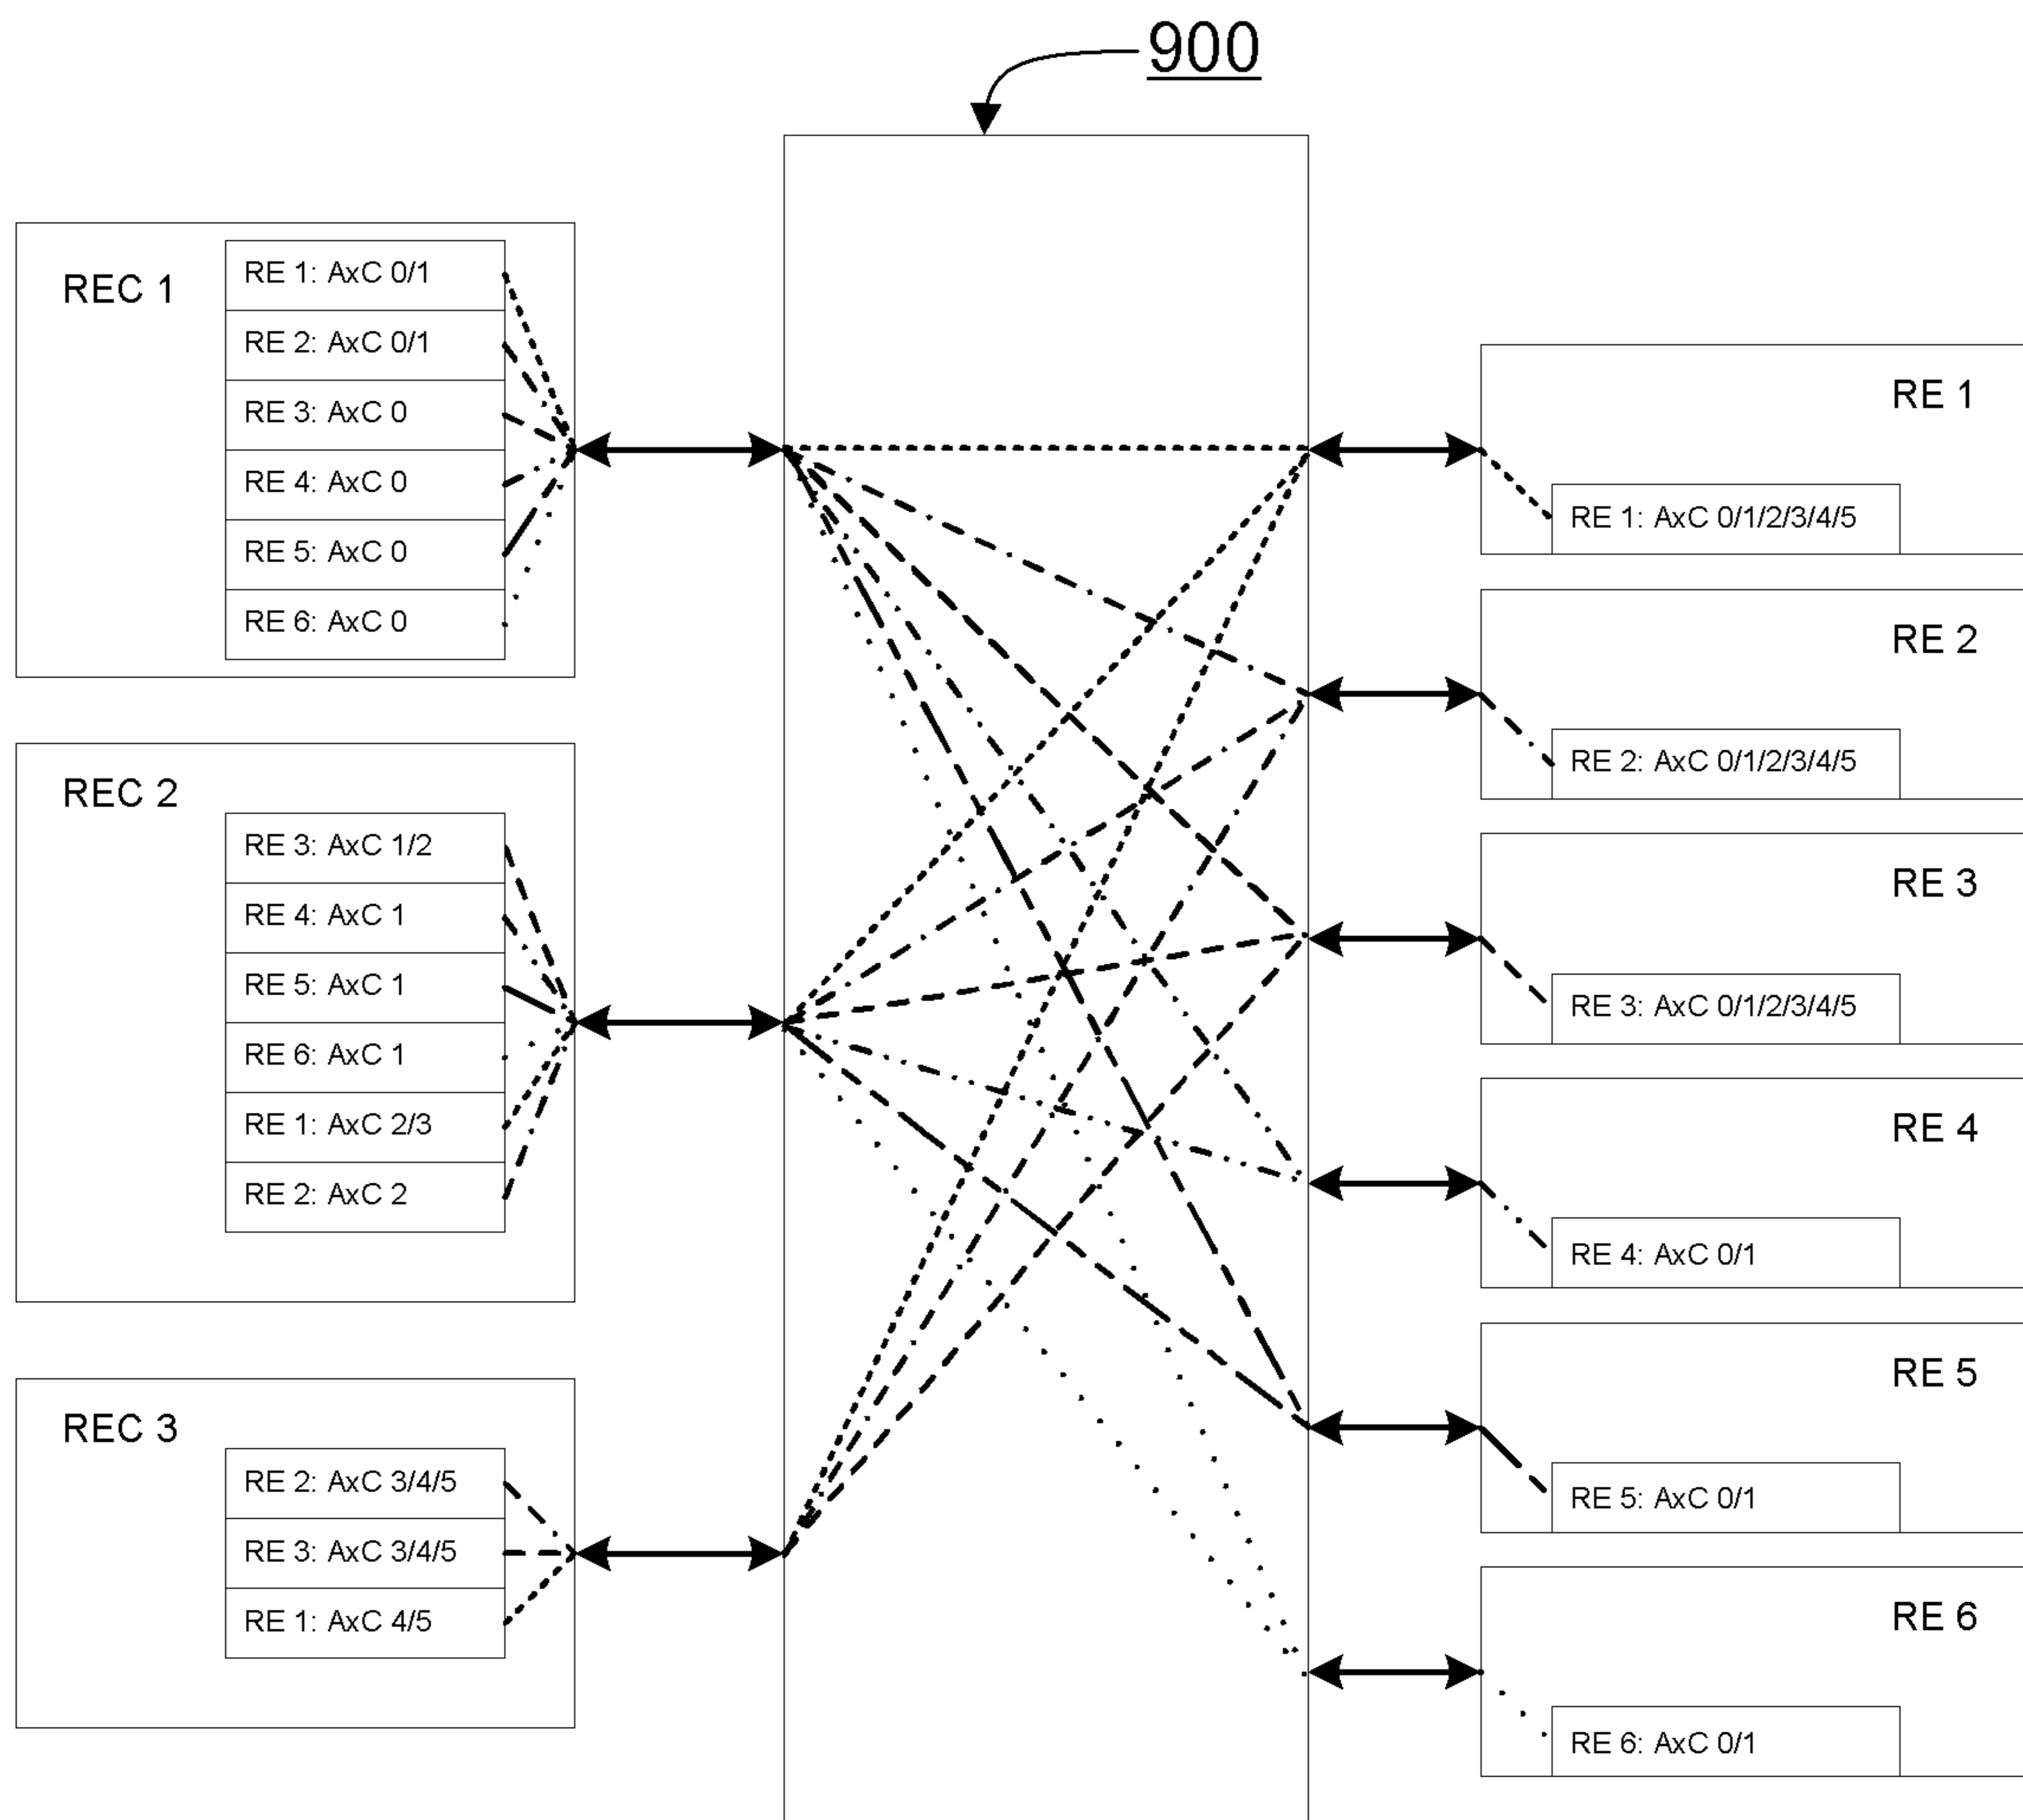 900
REC 1
RE 1: AxC 0/1
RE 2: AxC 0/1
RE 3: AxC 0
RE 4: AxC 0
RE 5: AxC 0
RE 6: AxC 0
REC 2
RE 3: AxC 1/2
RE 4: AxC 1
RE 5: AxC 1
RE 6: AxC 1
RE 1: AxC 2/3
RE 2: AxC 2
REC 3
RE 2: AxC 3/4/5
RE 3: AxC 3/4/5
RE 1: AxC 4/5
RE 1
RE 1: AxC 0/1/2/3/4/5
RE 2
RE 2: AxC 0/1/2/3/4/5
RE 3
RE 3: AxC 0/1/2/3/4/5
RE 4
RE 4: AxC 0/1
RE 5
RE 5: AxC 0/1
RE 6
RE 6: AxC 0/1